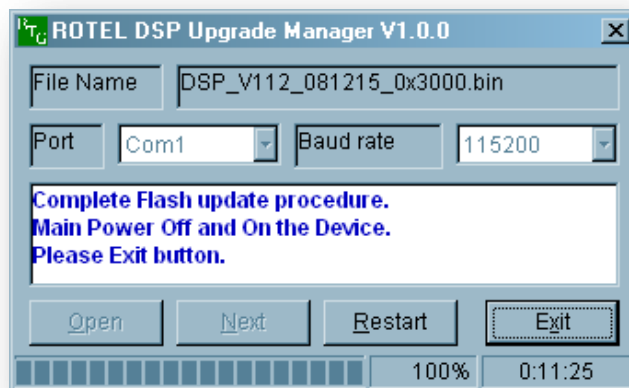 RTG ROTEL DSP Upgrade Manager V1.0.0
File Name DSP_V112_081215_0x3000.bin
Port Com1 Baud rate 115200
Complete Flash update procedure.
Main Power Off and On the Device.
Please Exit button.
Open Next Restart Exit
100% 0:11:25